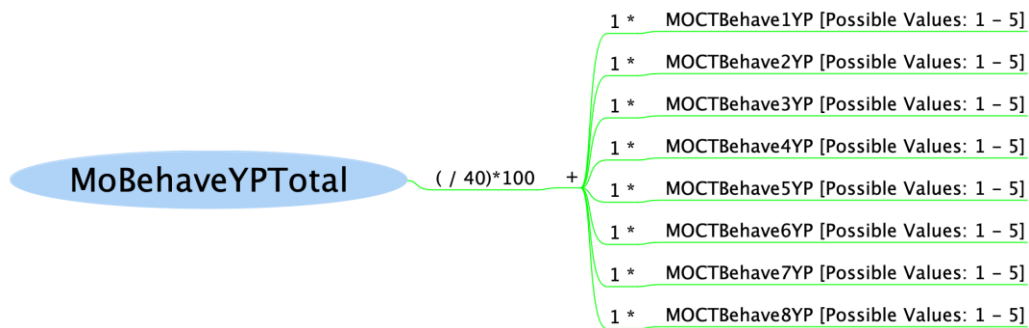 1 * MOCTBehave1YP [Possible Values: 1 – 5]
1 * MOCTBehave2YP [Possible Values: 1 – 5]
1 * MOCTBehave3YP [Possible Values: 1 – 5]
1 * MOCTBehave4YP [Possible Values: 1 – 5]
MoBehaveYPTotal ( / 40)*100 +
1 * MOCTBehave5YP [Possible Values: 1 – 5]
1 * MOCTBehave6YP [Possible Values: 1 – 5]
1 * MOCTBehave7YP [Possible Values: 1 – 5]
1 * MOCTBehave8YP [Possible Values: 1 – 5]